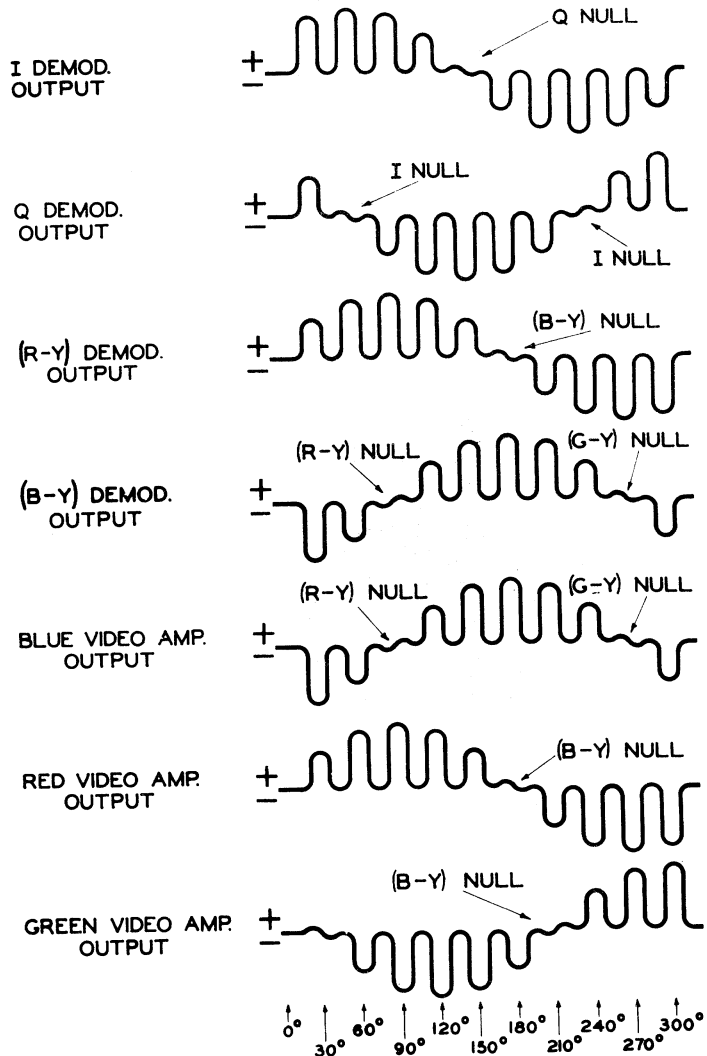 Q NULL
I DEMOD.
OUTPUT
+
−
I NULL
Q DEMOD.
OUTPUT
+
−
I NULL
(B-Y) NULL
(R-Y) DEMOD.
OUTPUT
+
−
(R-Y) NULL
(G-Y) NULL
(B-Y) DEMOD.
OUTPUT
+
−
(R-Y) NULL
(G-Y) NULL
BLUE VIDEO AMP.
OUTPUT
+
−
(B-Y) NULL
RED VIDEO AMP.
OUTPUT
+
−
(B-Y) NULL
GREEN VIDEO AMP.
OUTPUT
+
−
0° 60° 120° 180° 240° 300°
30° 90° 150° 210° 270°